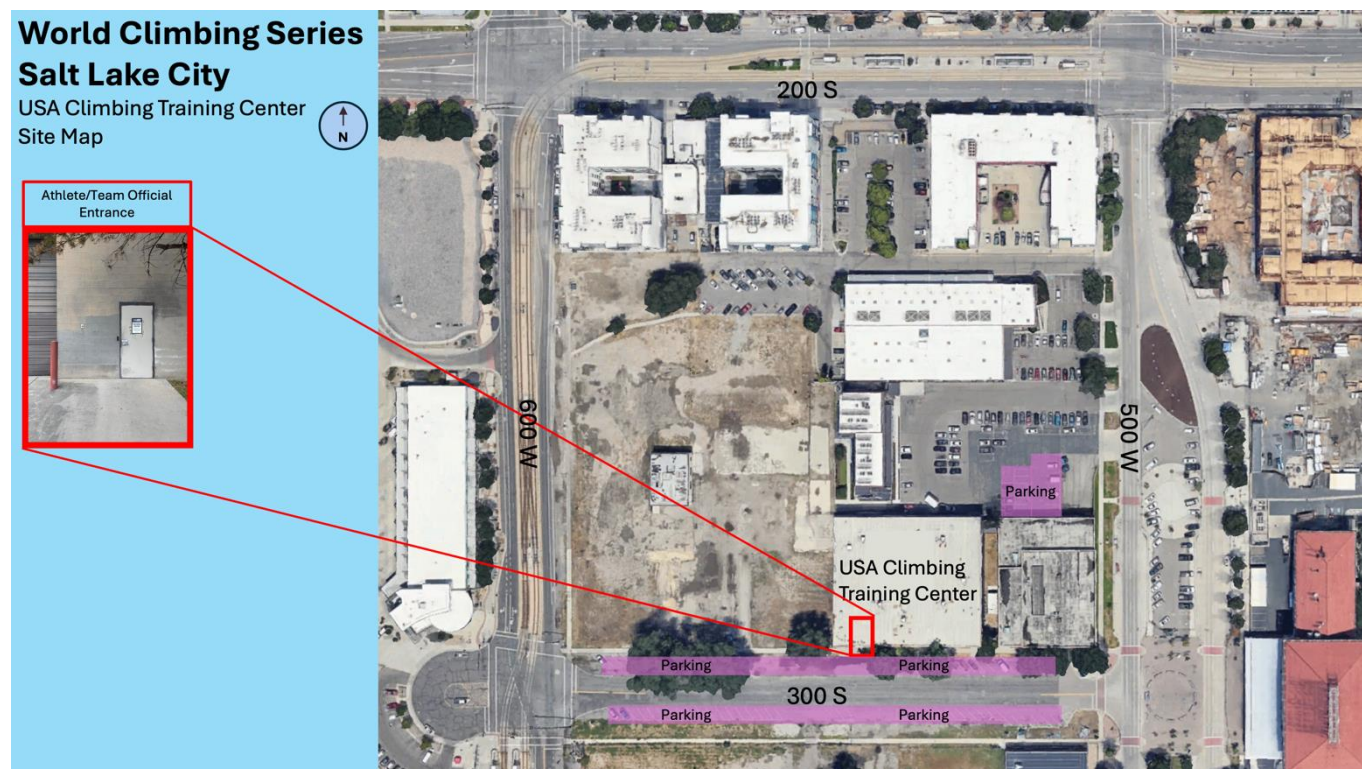 World Climbing Series
Salt Lake City
USA Climbing Training Center
Site Map
N
Athlete/Team Official
Entrance
200 S
600 W
500 W
Parking
USA Climbing
Training Center
Parking
Parking
300 S
Parking
Parking